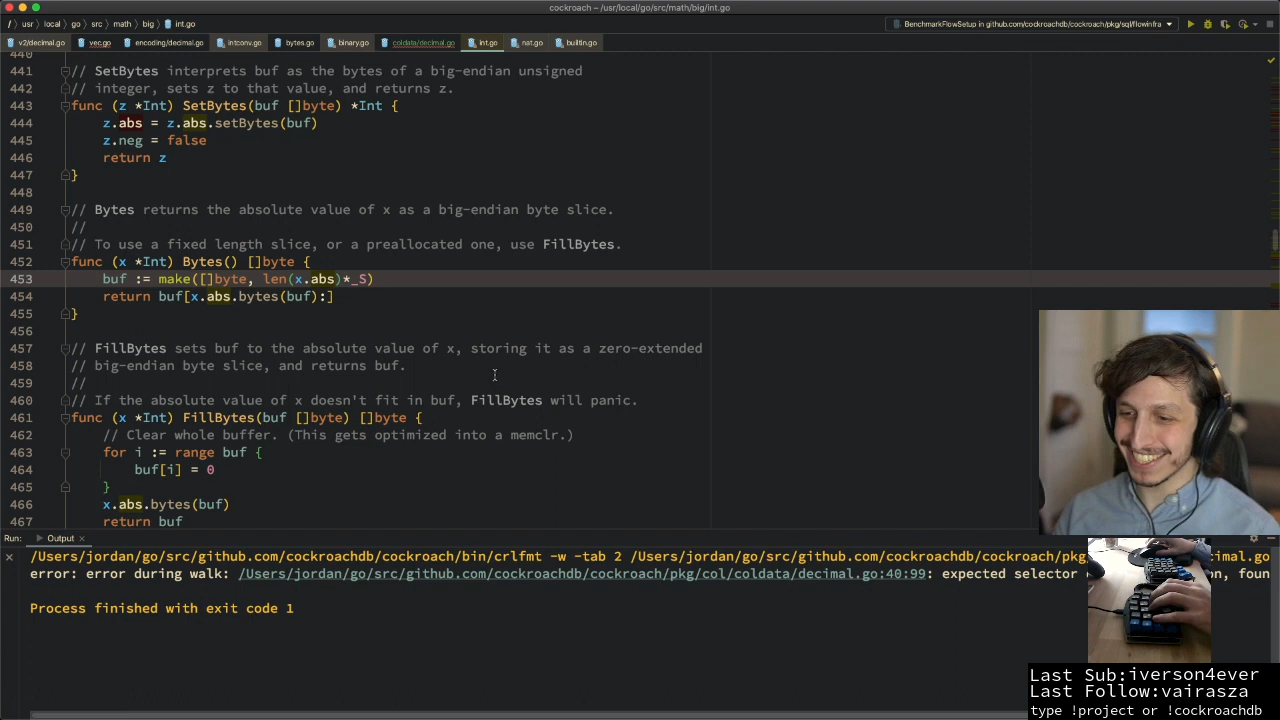 cockroach – /usr/local/go/src/math/big/int.go
/ usr local go src math big int.go
BenchmarkFlowSetup in github.com/cockroachdb/cockroach/pkg/sql/flowinfra
v2/decimal.go vec.go encoding/decimal.go intconv.go bytes.go binary.go coldata/decimal.go int.go nat.go builtin.go
440
441 // SetBytes interprets buf as the bytes of a big-endian unsigned
442 // integer, sets z to that value, and returns z.
443 func (z *Int) SetBytes(buf []byte) *Int {
444 z.abs = z.abs.setBytes(buf)
445 z.neg = false
446 return z
447 }
448
449 // Bytes returns the absolute value of x as a big-endian byte slice.
450 //
451 // To use a fixed length slice, or a preallocated one, use FillBytes.
452 func (x *Int) Bytes() []byte {
453 buf := make([]byte, len(x.abs)*_S)
454 return buf[x.abs.bytes(buf):]
455 }
456
457 // FillBytes sets buf to the absolute value of x, storing it as a zero-extended
458 // big-endian byte slice, and returns buf.
459 //
460 // If the absolute value of x doesn't fit in buf, FillBytes will panic.
461 func (x *Int) FillBytes(buf []byte) []byte {
462 // Clear whole buffer. (This gets optimized into a memclr.)
463 for i := range buf {
464 buf[i] = 0
465 }
466 x.abs.bytes(buf)
467 return buf
Run: Output
/Users/jordan/go/src/github.com/cockroachdb/cockroach/bin/crlfmt -w -tab 2 /Users/jordan/go/src/github.com/cockroachdb/cockroach/pkg cimal.go
error: error during walk: /Users/jordan/go/src/github.com/cockroachdb/cockroach/pkg/col/coldata/decimal.go:40:99: expected selector n, foun
Process finished with exit code 1
Last Sub:iverson4ever
Last Follow:vairasza
type !project or !cockroachdb